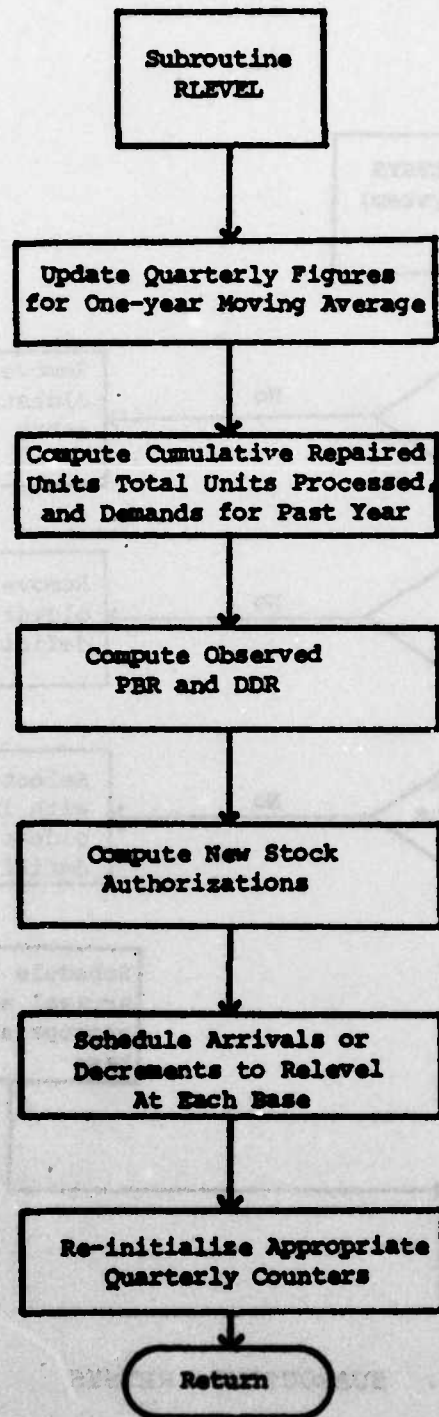 Subroutine
RLEVEL
Update Quarterly Figures
for One-year Moving Average
Compute Cumulative Repaired
Units Total Units Processed,
and Demands for Past Year
Compute Observed
PBR and DDR
Compute New Stock
Authorizations
Schedule Arrivals or
Decrements to Relevel
At Each Base
Re-initialize Appropriate
Quarterly Counters
Return